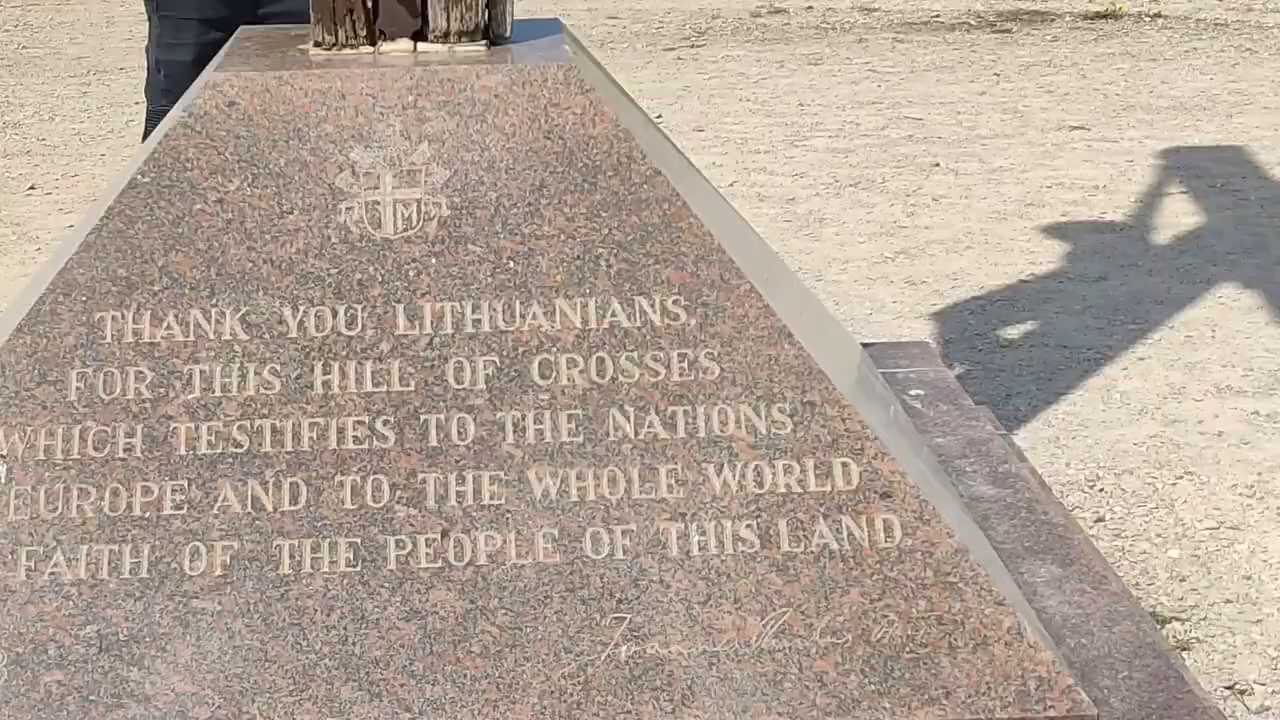 M
THANK YOU LITHUANIANS,
FOR THIS HILL OF CROSSES
WHICH TESTIFIES TO THE NATIONS
EUROPE AND TO THE WHOLE WORLD
FAITH OF THE PEOPLE OF THIS LAND